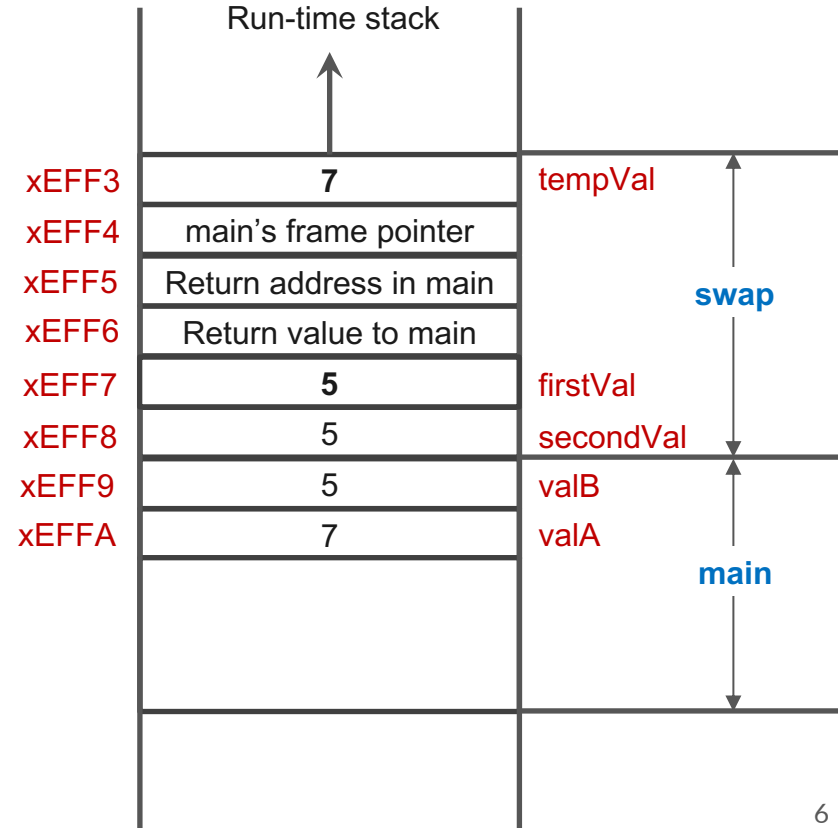 Run-time stack
xEFF3 7 tempVal
xEFF4 main's frame pointer
xEFF5 Return address in main
swap
xEFF6 Return value to main
xEFF7 5 firstVal
xEFF8 5 secondVal
xEFF9 5 valB
xEFFA 7 valA
main
6